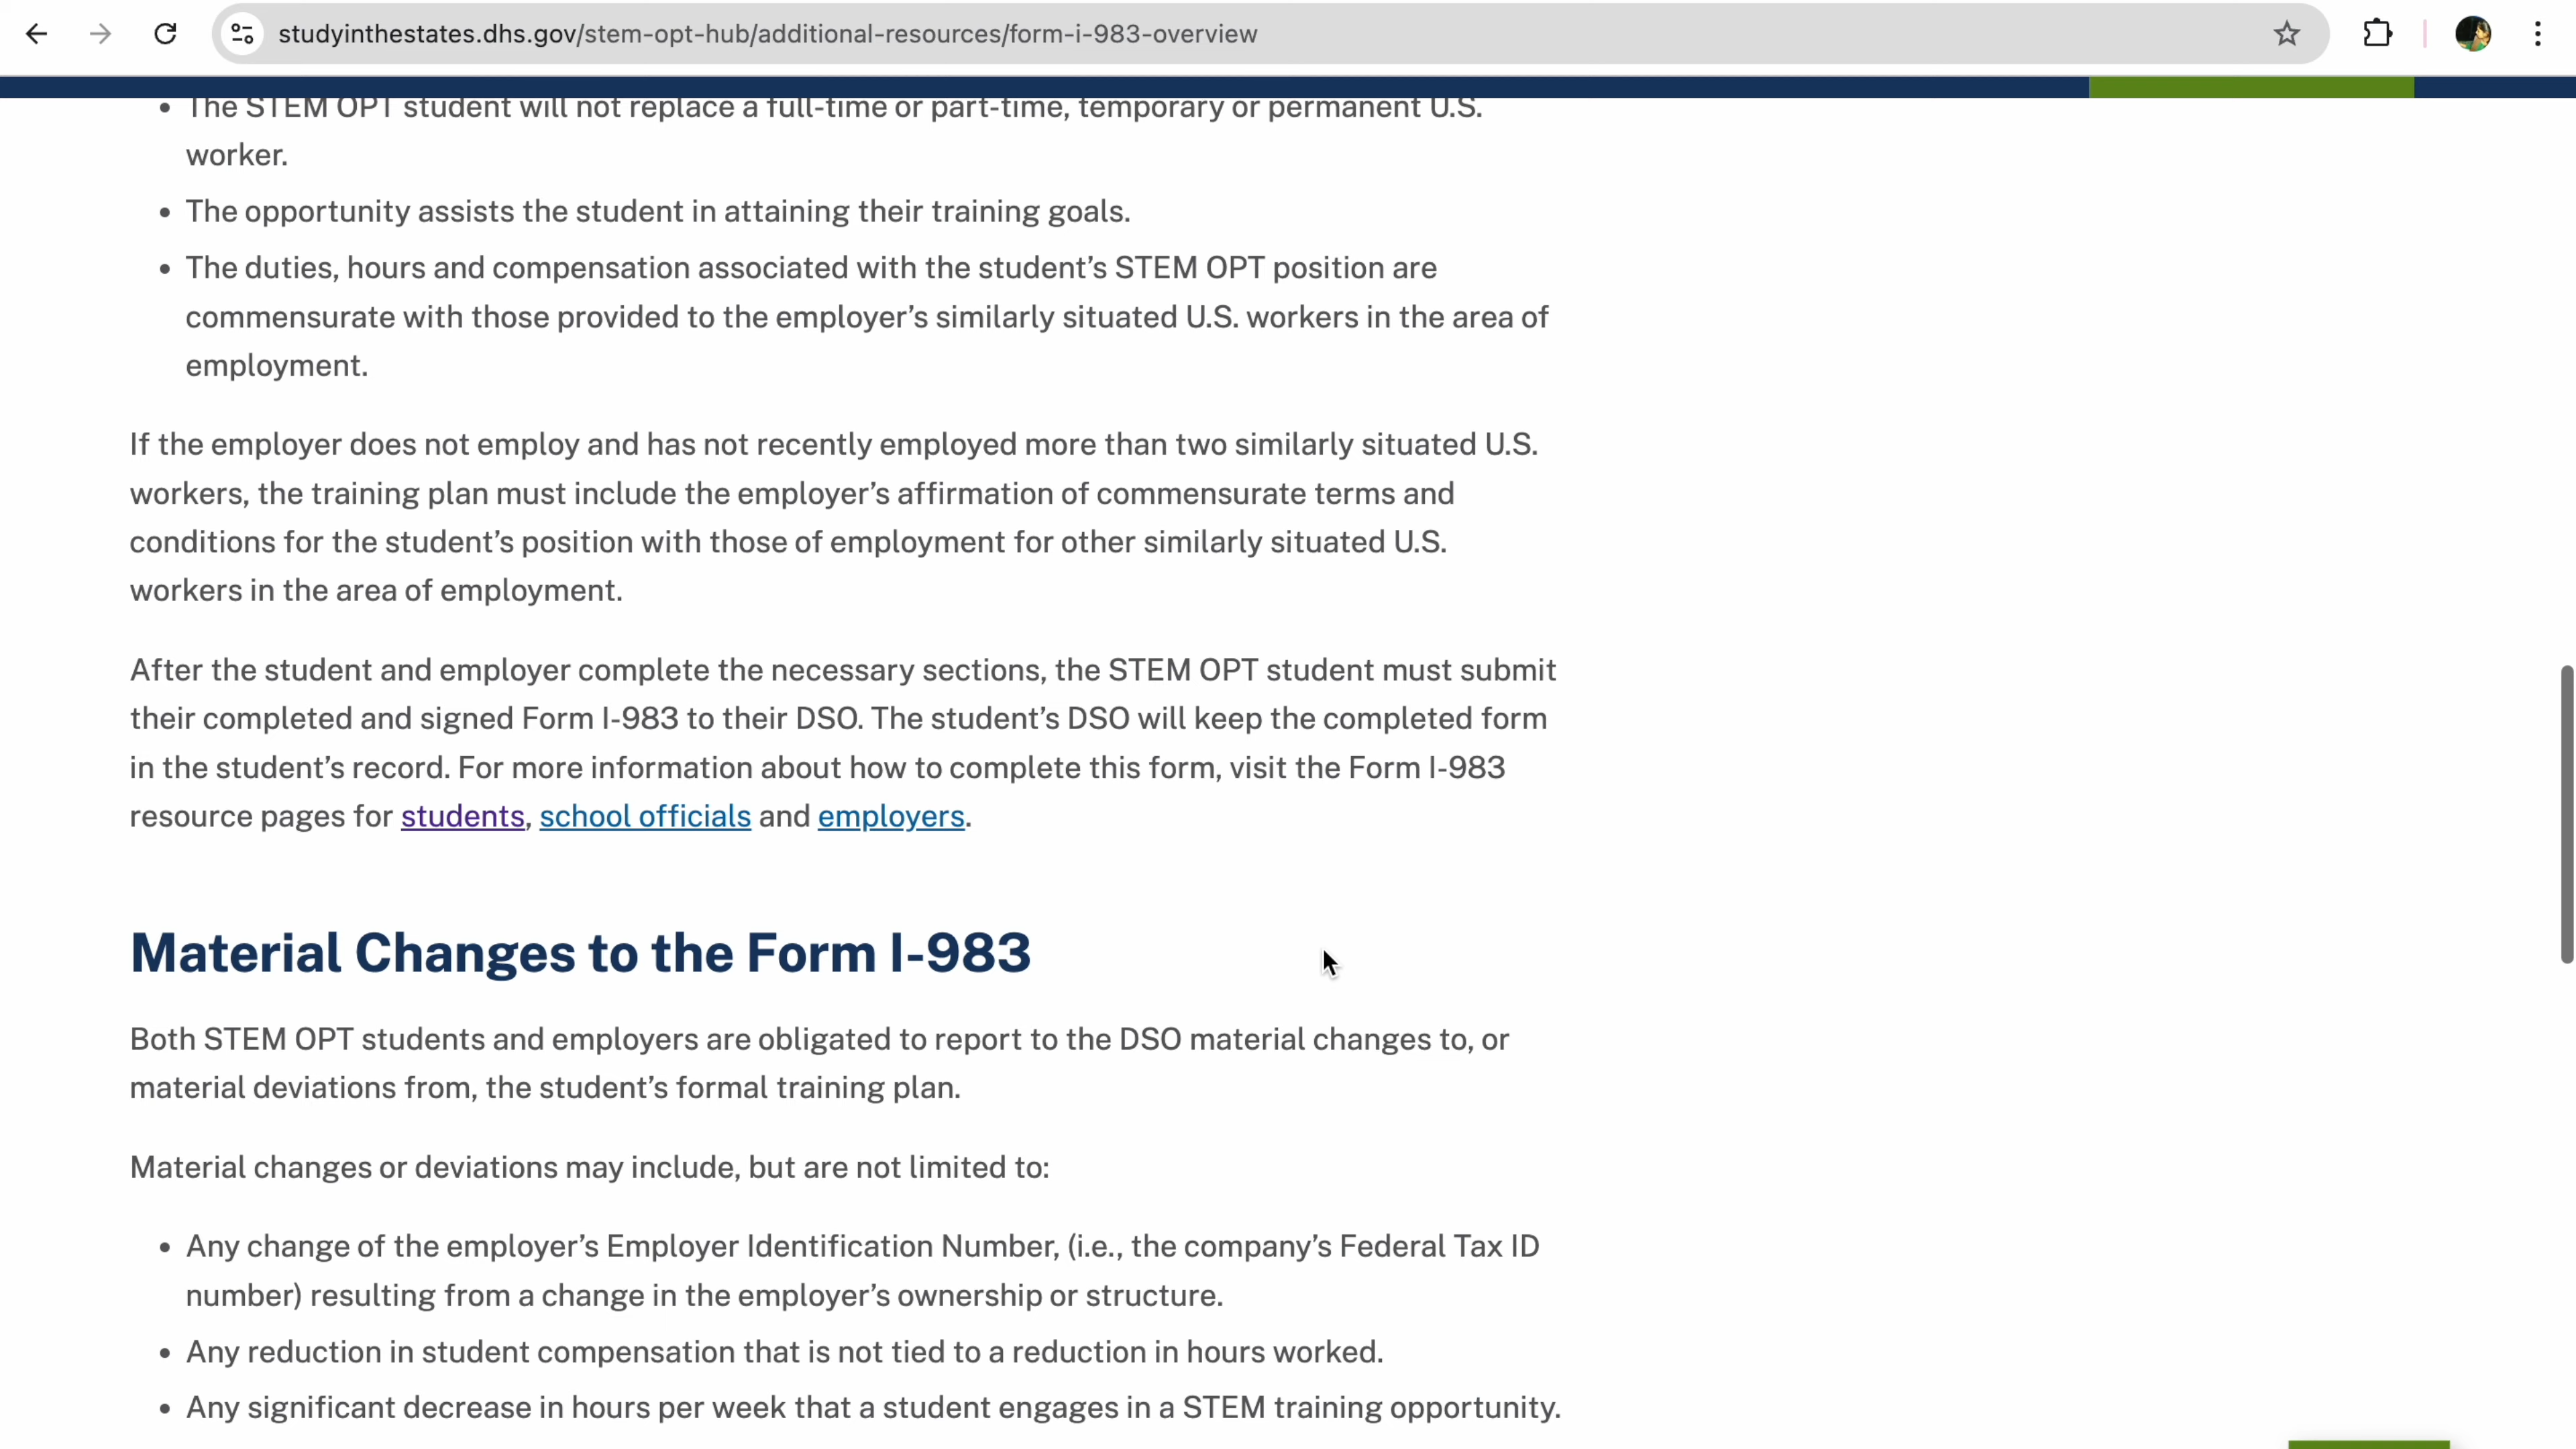 studyinthestates.dhs.gov/stem-opt-hub/additional-resources/form-i-983-overview
• The STEM OPT student will not replace a full-time or part-time, temporary or permanent U.S.
worker.
• The opportunity assists the student in attaining their training goals.
• The duties, hours and compensation associated with the student’s STEM OPT position are
commensurate with those provided to the employer’s similarly situated U.S. workers in the area of
employment.
If the employer does not employ and has not recently employed more than two similarly situated U.S.
workers, the training plan must include the employer’s affirmation of commensurate terms and
conditions for the student’s position with those of employment for other similarly situated U.S.
workers in the area of employment.
After the student and employer complete the necessary sections, the STEM OPT student must submit
their completed and signed Form I-983 to their DSO. The student’s DSO will keep the completed form
in the student’s record. For more information about how to complete this form, visit the Form I-983
resource pages for students, school officials and employers.
Material Changes to the Form I-983
Both STEM OPT students and employers are obligated to report to the DSO material changes to, or
material deviations from, the student’s formal training plan.
Material changes or deviations may include, but are not limited to:
• Any change of the employer’s Employer Identification Number, (i.e., the company’s Federal Tax ID
number) resulting from a change in the employer’s ownership or structure.
• Any reduction in student compensation that is not tied to a reduction in hours worked.
• Any significant decrease in hours per week that a student engages in a STEM training opportunity.